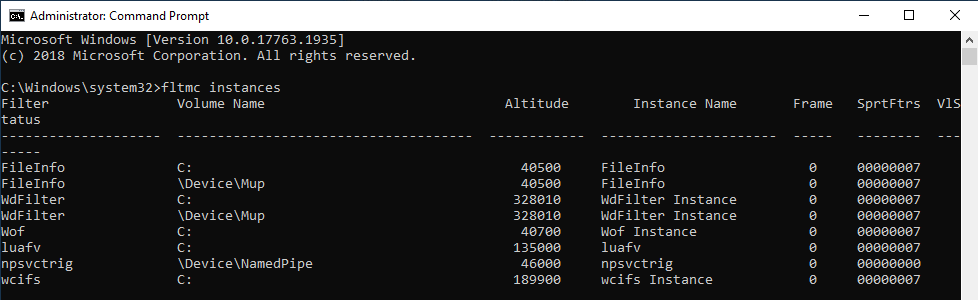 Administrator: Command Prompt
Microsoft Windows [Version 10.0.17763.1935]
(c) 2018 Microsoft Corporation. All rights reserved.
C:\Windows\system32>fltmc instances
Filter                Volume Name                              Altitude        Instance Name       Frame   SprtFtrs  VlS
tatus
--------------------  -------------------------------------  ------------  ----------------------  -----   --------  ---
-----
FileInfo              C:                                         40500     FileInfo                  0     00000007
FileInfo              \Device\Mup                                40500     FileInfo                  0     00000007
WdFilter              C:                                        328010     WdFilter Instance         0     00000007
WdFilter              \Device\Mup                               328010     WdFilter Instance         0     00000007
Wof                   C:                                         40700     Wof Instance              0     00000007
luafv                 C:                                        135000     luafv                     0     00000007
npsvctrig             \Device\NamedPipe                          46000     npsvctrig                 0     00000000
wcifs                 C:                                        189900     wcifs Instance            0     00000007